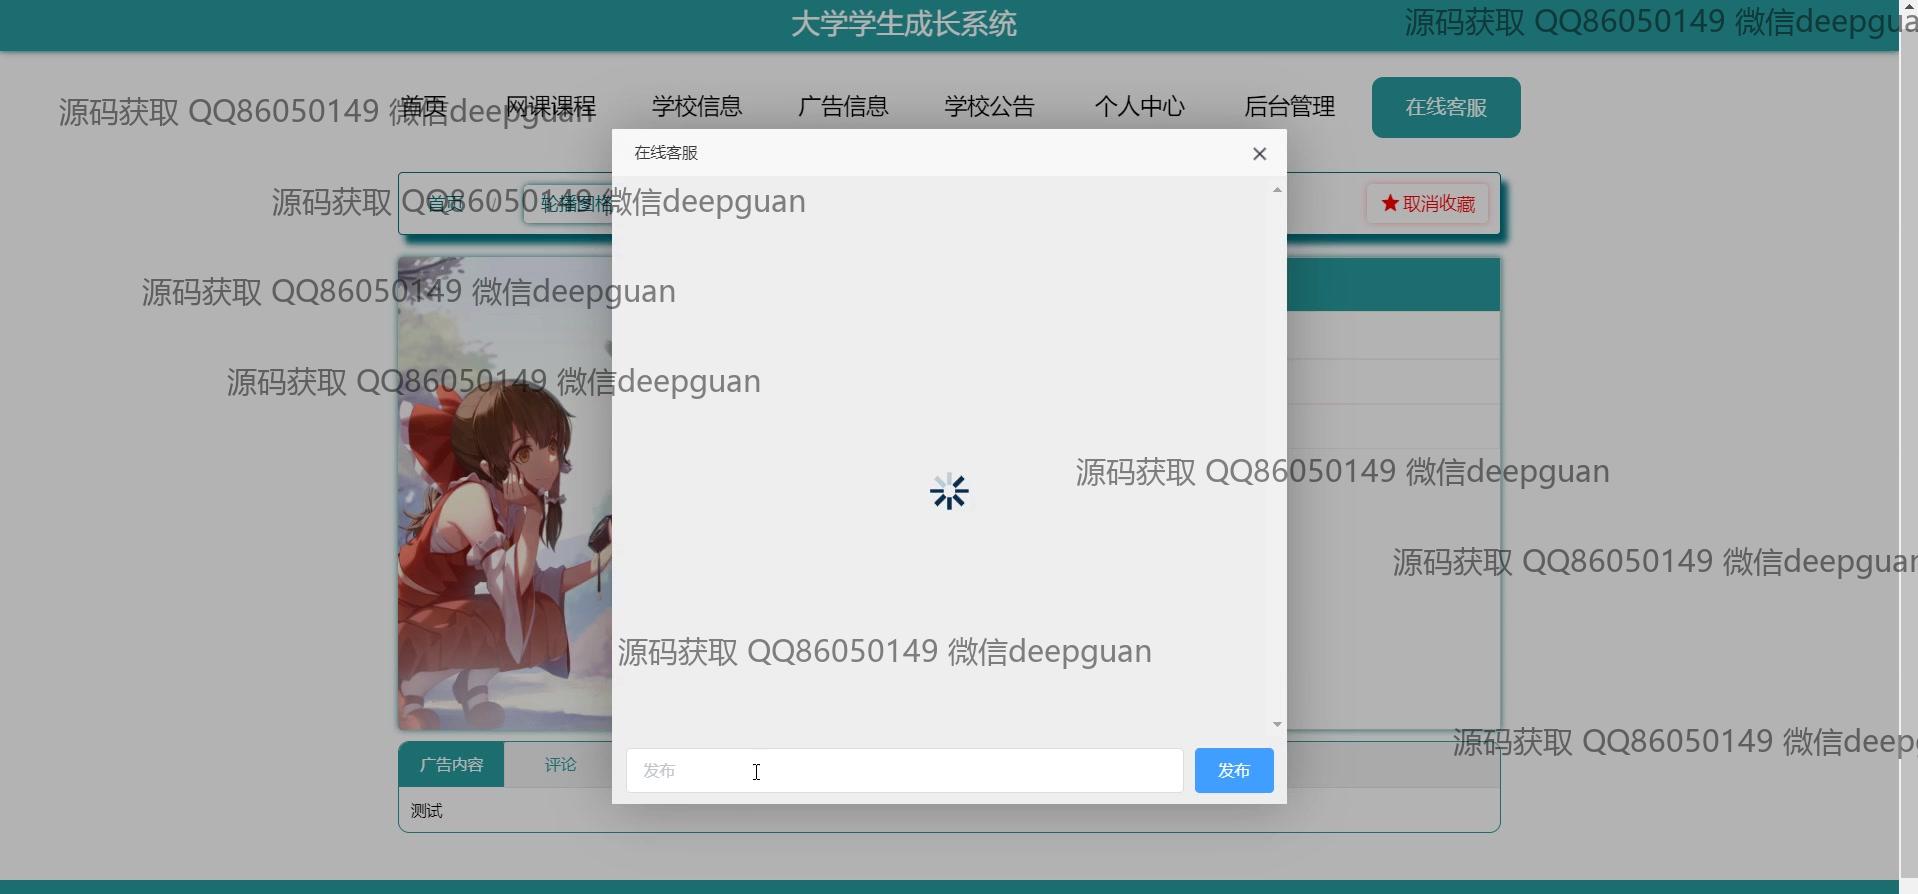 大学学生成长系统
源码获取 QQ86050149 微信deepgua
源码获取 QQ86050149 微信deepguan
首页 网课课程 学校信息 广告信息 学校公告 个人中心 后台管理 在线客服
在线客服
源码获取 QQ86050149 微信deepguan
首页 轮播图格
取消收藏
源码获取 QQ86050149 微信deepguan
源码获取 QQ86050149 微信deepguan
源码获取 QQ86050149 微信deepguan
源码获取 QQ86050149 微信deepguan
源码获取 QQ86050149 微信deepguan
源码获取 QQ86050149 微信deep
广告内容 评论
发布 发布
测试